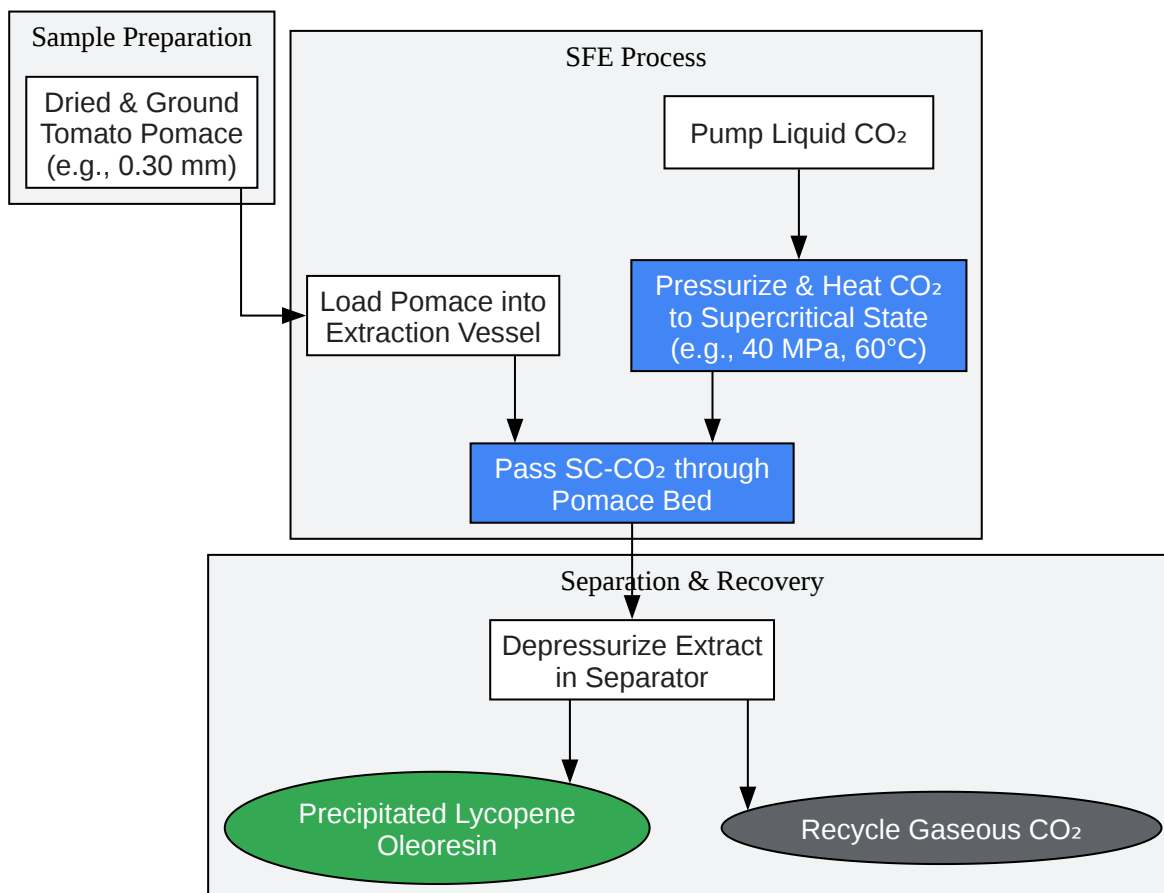 Sample Preparation
Dried & Ground
Tomato Pomace
(e.g., 0.30 mm)
SFE Process
Pump Liquid CO₂
Load Pomace into
Extraction Vessel
Pressurize & Heat CO₂
to Supercritical State
(e.g., 40 MPa, 60°C)
Pass SC-CO₂ through
Pomace Bed
Separation & Recovery
Depressurize Extract
in Separator
Precipitated Lycopene
Oleoresin
Recycle Gaseous CO₂